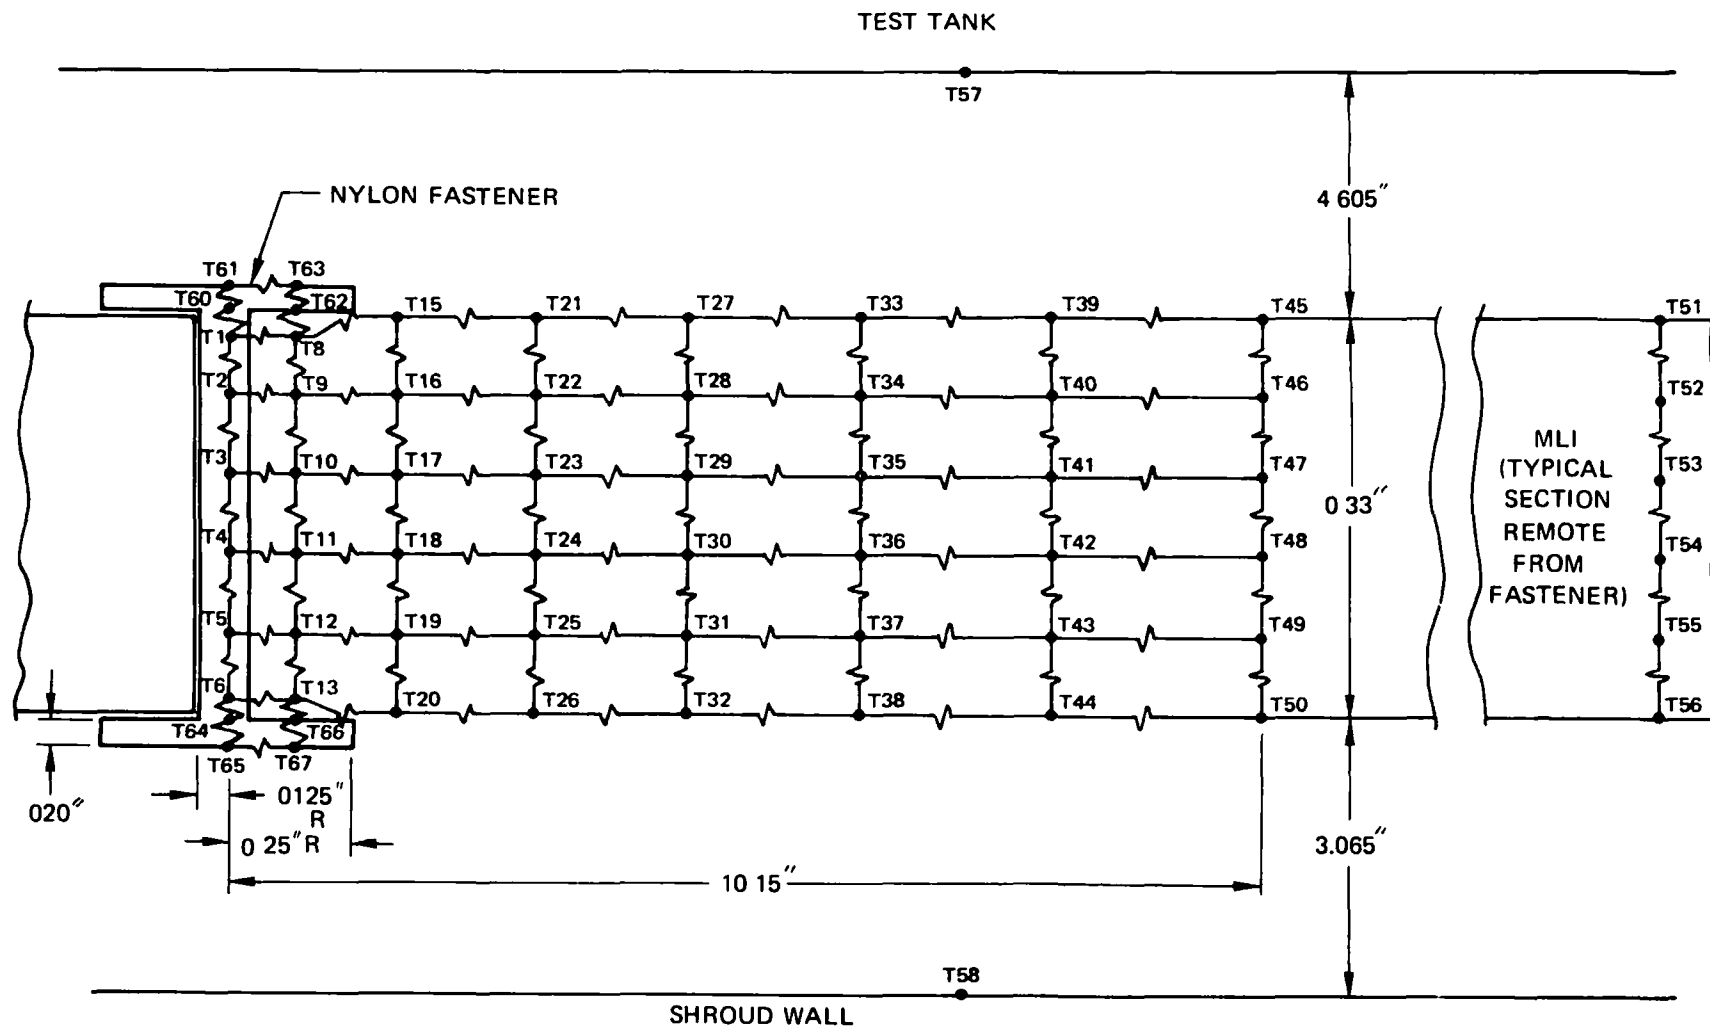 TEST TANK
T57
4 605"
NYLON FASTENER
T61 T63
T60 T62
T15 T21 T27 T33 T39 T45 T51
T1 T8
T2 T9 T16 T22 T28 T34 T40 T46 T52
T3 T10 T17 T23 T29 T35 T41 T47 T53
MLI
(TYPICAL
SECTION
REMOTE
FROM
FASTENER)
0 33"
T4 T11 T18 T24 T30 T36 T42 T48 T54
T5 T12 T19 T25 T31 T37 T43 T49 T55
T6 T13 T20 T26 T32 T38 T44 T50 T56
T64 T66
T65 T67
020"
0125"
R
0 25" R
3.065"
10 15"
T58
SHROUD WALL